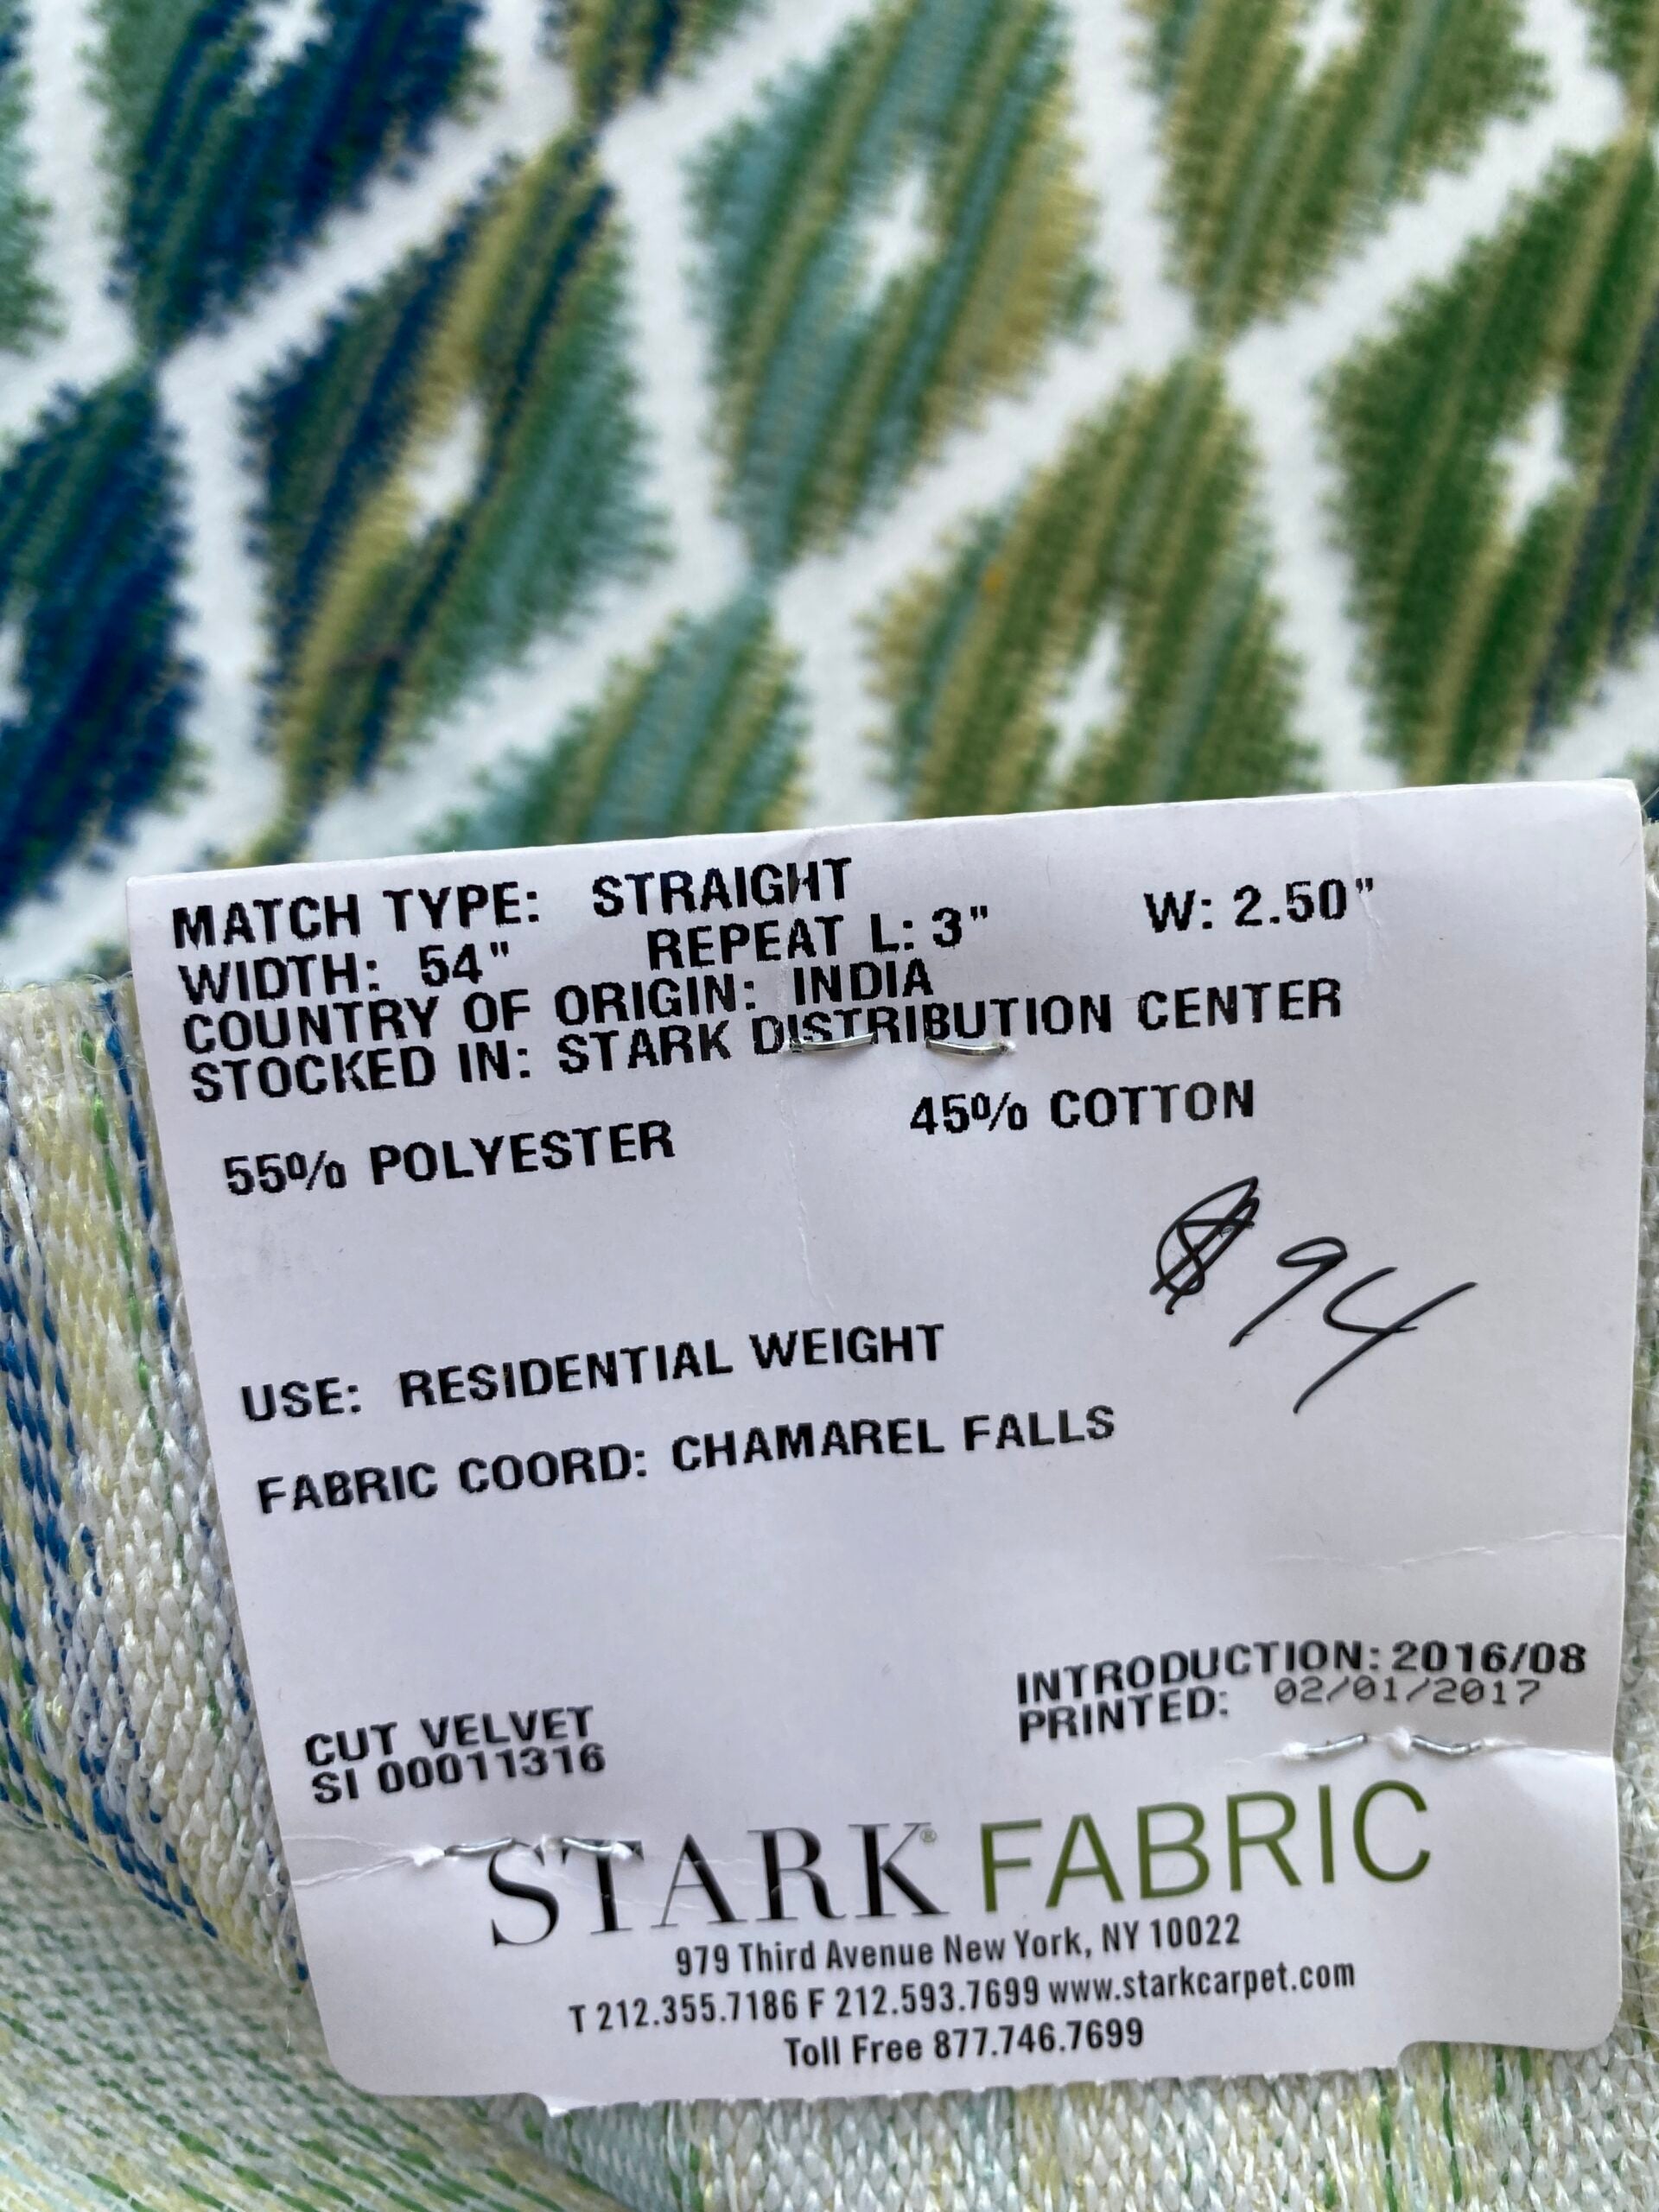 MATCH TYPE: STRAIGHT
WIDTH: 54" REPEAT L: 3" W: 2.50"
COUNTRY OF ORIGIN: INDIA
STOCKED IN: STARK DISTRIBUTION CENTER
55% POLYESTER 45% COTTON
$94
USE: RESIDENTIAL WEIGHT
FABRIC COORD: CHAMAREL FALLS
INTRODUCTION: 2016/08
PRINTED: 02/01/2017
CUT VELVET
SI 00011316
STARK® FABRIC
979 Third Avenue New York, NY 10022
T 212.355.7186 F 212.593.7699 www.starkcarpet.com
Toll Free 877.746.7699